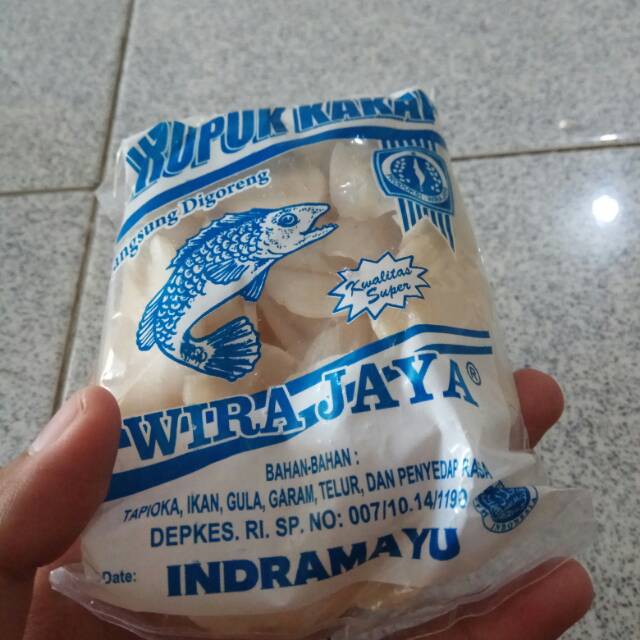 KRUPUK KAKAP
Langsung Digoreng
Kwalitas
Super
WIRA JAYA®
BAHAN-BAHAN :
TAPIOKA, IKAN, GULA, GARAM, TELUR, DAN PENYEDAP RASA
DEPKES. RI. SP. NO: 007/10.14/1198
Date: INDRAMAYU